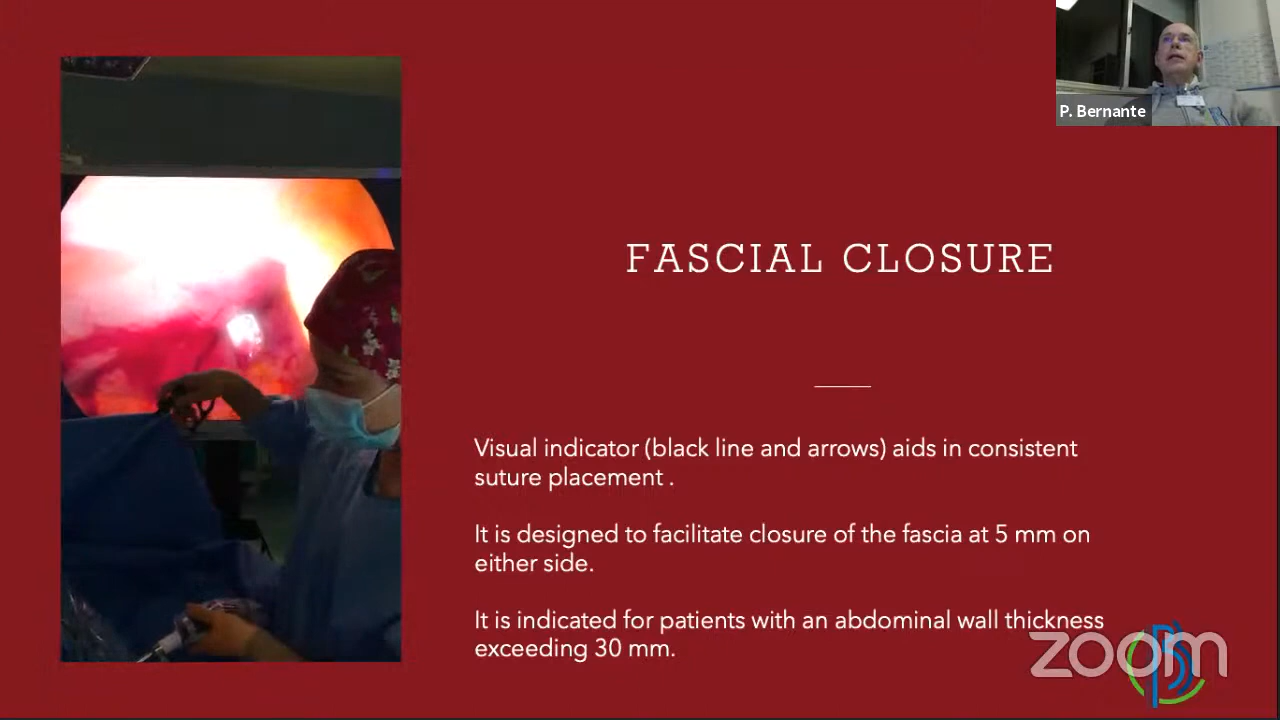 P. Bernante
FASCIAL CLOSURE
Visual indicator (black line and arrows) aids in consistent
suture placement .
It is designed to facilitate closure of the fascia at 5 mm on
either side.
It is indicated for patients with an abdominal wall thickness
exceeding 30 mm.
zoom